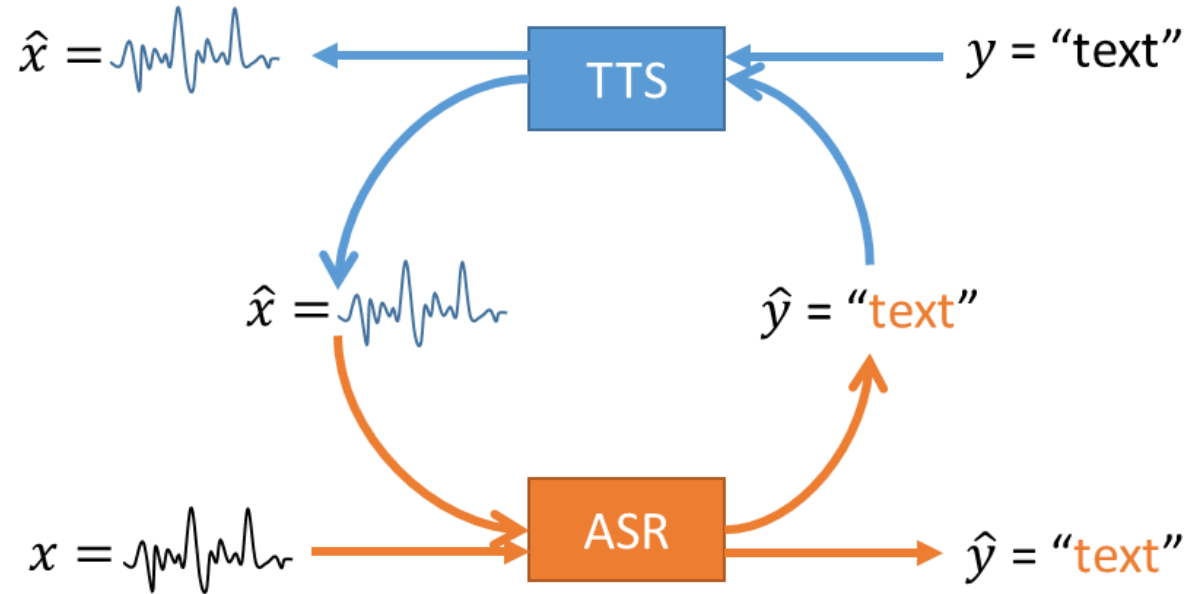 x̂ =
TTS
y = “text”
x̂ =
ŷ = “text”
x =
ASR
ŷ = “text”